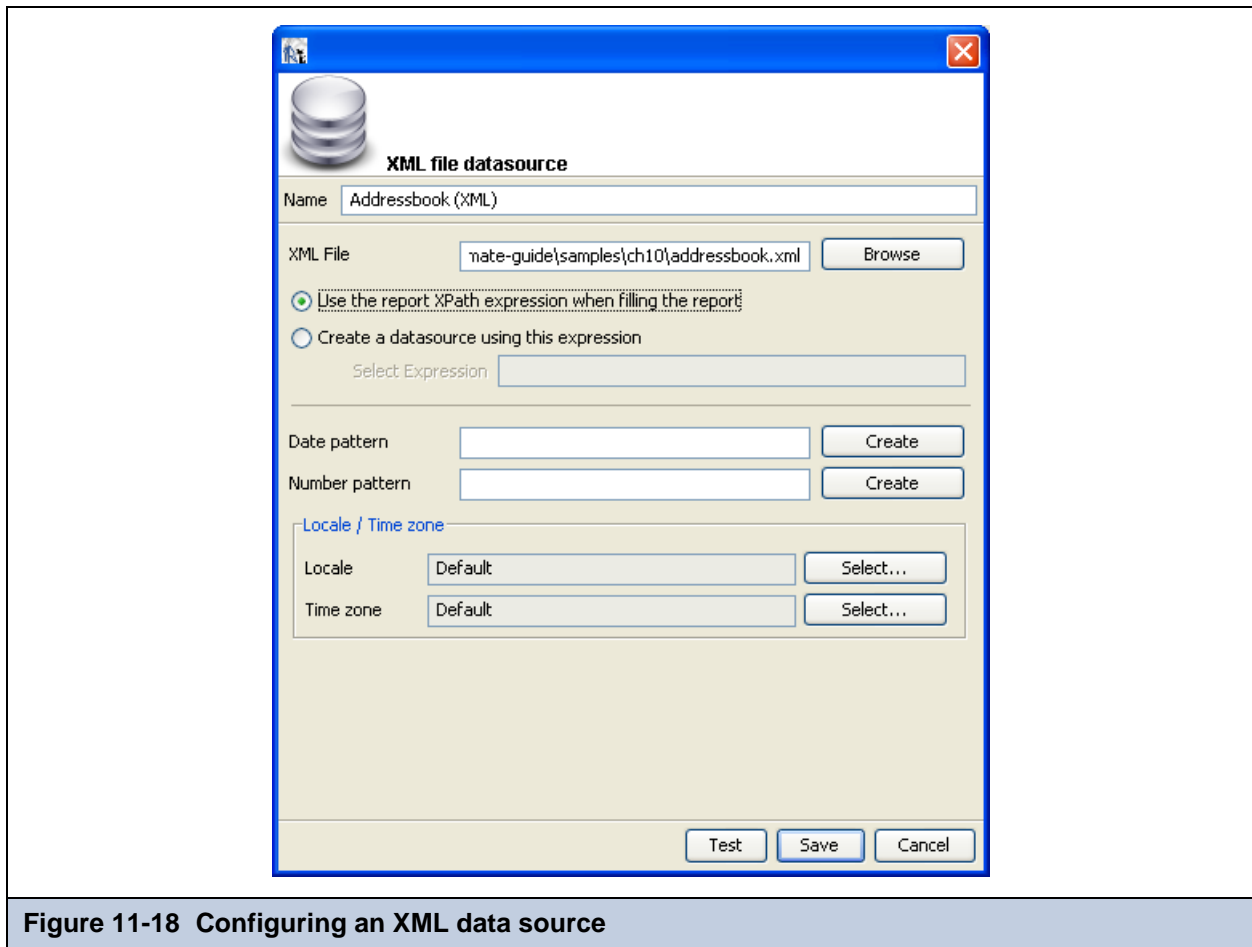 XML file datasource
Name Addressbook (XML)
XML File nate-guide\samples\ch10\addressbook.xml Browse
Use the report XPath expression when filling the report
Create a datasource using this expression
Select Expression
Date pattern Create
Number pattern Create
Locale / Time zone
Locale Default Select...
Time zone Default Select...
Test Save Cancel
Figure 11-18 Configuring an XML data source